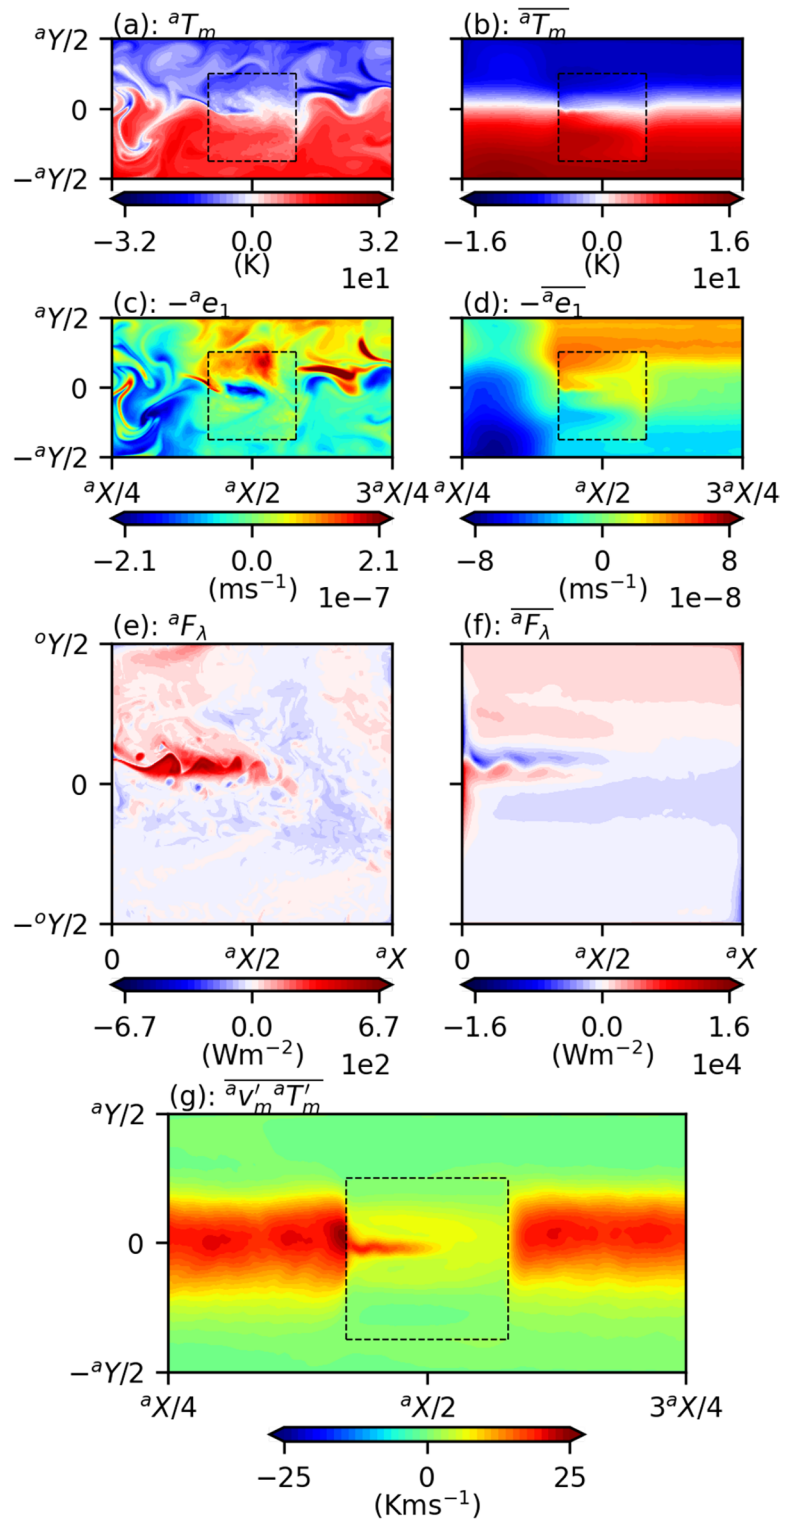 (a): ᵃTₘ (b): ᵃTₘ
ᵃY/2
0
−ᵃY/2
−3.2 0.0 3.2 −1.6 0.0 1.6
(K) (K)
1e1 1e1
(c): −ᵃe₁ (d): −ᵃe₁
ᵃY/2
0
−ᵃY/2
ᵃX/4 ᵃX/2 3ᵃX/4 ᵃX/4 ᵃX/2 3ᵃX/4
−2.1 0.0 2.1 −8 0 8
(ms⁻¹) (ms⁻¹)
1e−7 1e−8
(e): ᵃF_λ (f): ᵃF_λ
ᵒY/2
0
−ᵒY/2
0 ᵃX/2 ᵃX 0 ᵃX/2 ᵃX
−6.7 0.0 6.7 −1.6 0.0 1.6
(Wm⁻²) (Wm⁻²)
1e2 1e4
(g): ᵃv′ₘᵃT′ₘ
ᵃY/2
0
−ᵃY/2
ᵃX/4 ᵃX/2 3ᵃX/4
−25 0 25
(Kms⁻¹)